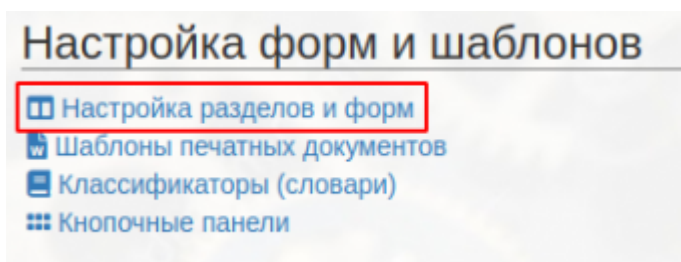 Настройка форм и шаблонов
Настройка разделов и форм
Шаблоны печатных документов
Классификаторы (словари)
Кнопочные панели